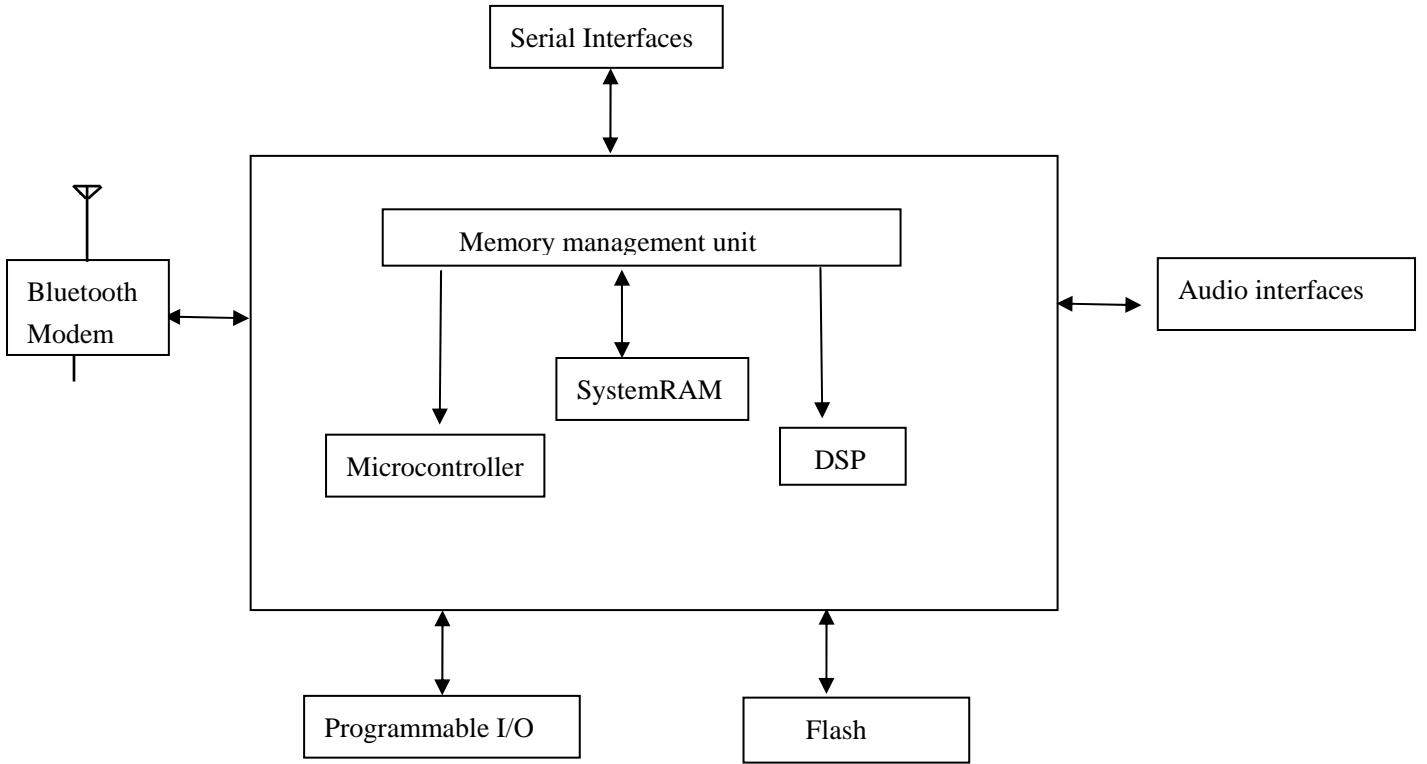 Serial Interfaces
Memory management unit
Bluetooth
Modem
Audio interfaces
SystemRAM
Microcontroller
DSP
Programmable I/O
Flash